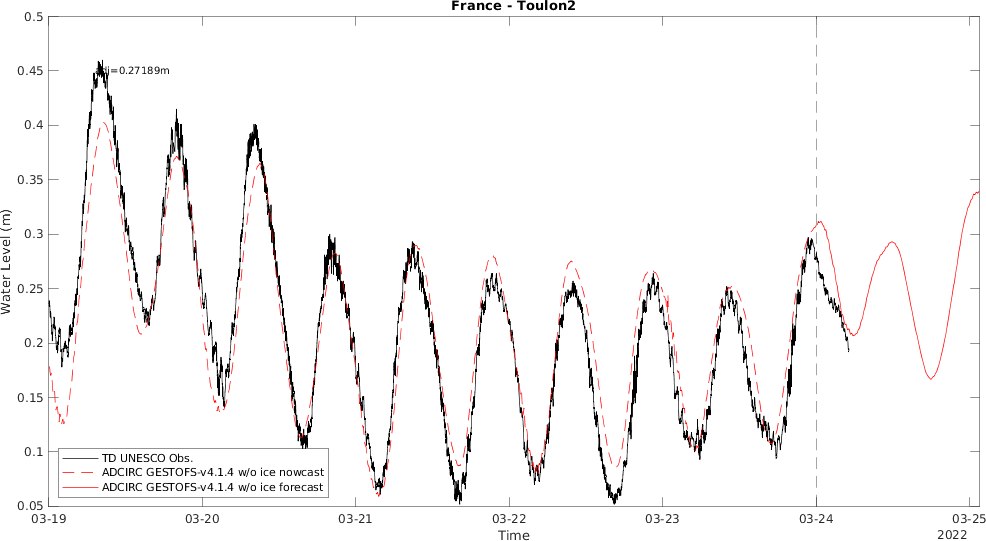 France - Toulon2
0.5
0.45
0.4
0.35
0.3
0.25
0.2
0.15
0.1
0.05
Water Level (m)
=0.27189m
TD UNESCO Obs.
ADCIRC GESTOFS-v4.1.4 w/o ice nowcast
ADCIRC GESTOFS-v4.1.4 w/o ice forecast
03-19 03-20 03-21 03-22 03-23 03-24 03-25
Time
2022